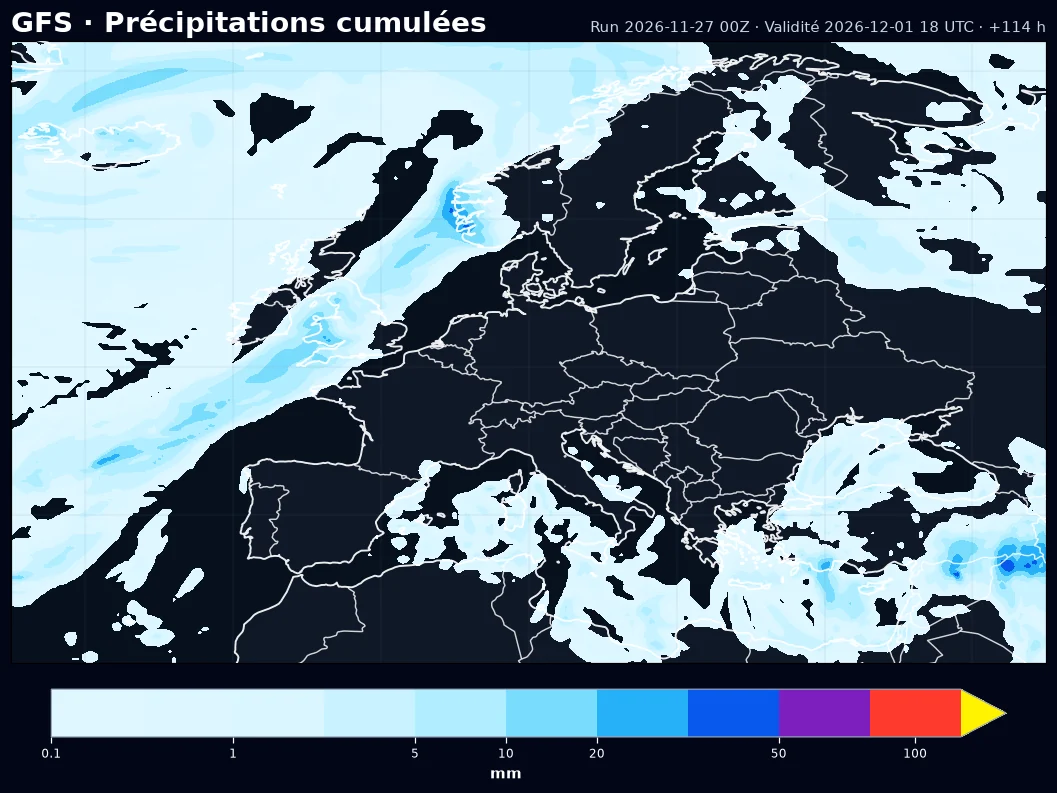 GFS · Précipitations cumulées
Run 2026-11-27 00Z · Validité 2026-12-01 18 UTC · +114 h
0.1 1 5 10 20 50 100
mm